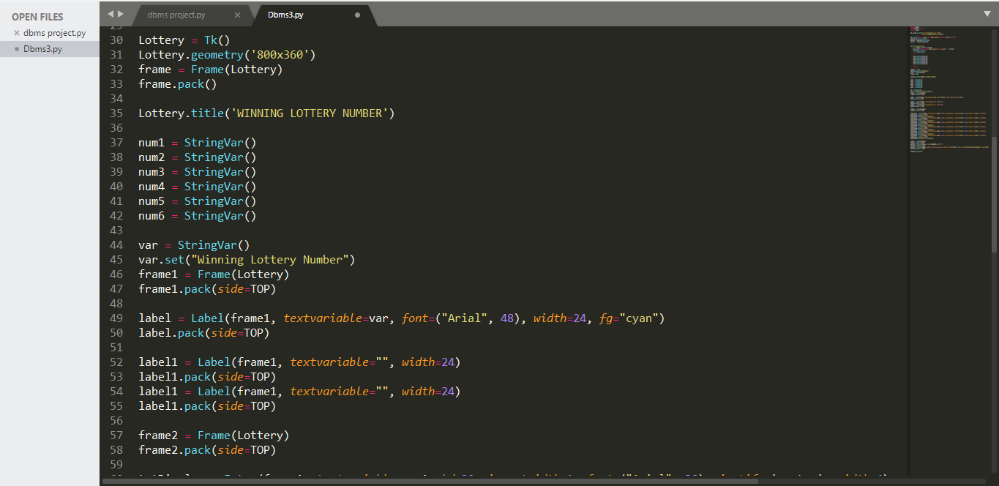 OPEN FILES
dbms project.py
Dbms3.py
dbms project.py
Dbms3.py
29
30 Lottery = Tk()
31 Lottery.geometry('800x360')
32 frame = Frame(Lottery)
33 frame.pack()
34
35 Lottery.title('WINNING LOTTERY NUMBER')
36
37 num1 = StringVar()
38 num2 = StringVar()
39 num3 = StringVar()
40 num4 = StringVar()
41 num5 = StringVar()
42 num6 = StringVar()
43
44 var = StringVar()
45 var.set("Winning Lottery Number")
46 frame1 = Frame(Lottery)
47 frame1.pack(side=TOP)
48
49 label = Label(frame1, textvariable=var, font=("Arial", 48), width=24, fg="cyan")
50 label.pack(side=TOP)
51
52 label1 = Label(frame1, textvariable="", width=24)
53 label1.pack(side=TOP)
54 label1 = Label(frame1, textvariable="", width=24)
55 label1.pack(side=TOP)
56
57 frame2 = Frame(Lottery)
58 frame2.pack(side=TOP)
59